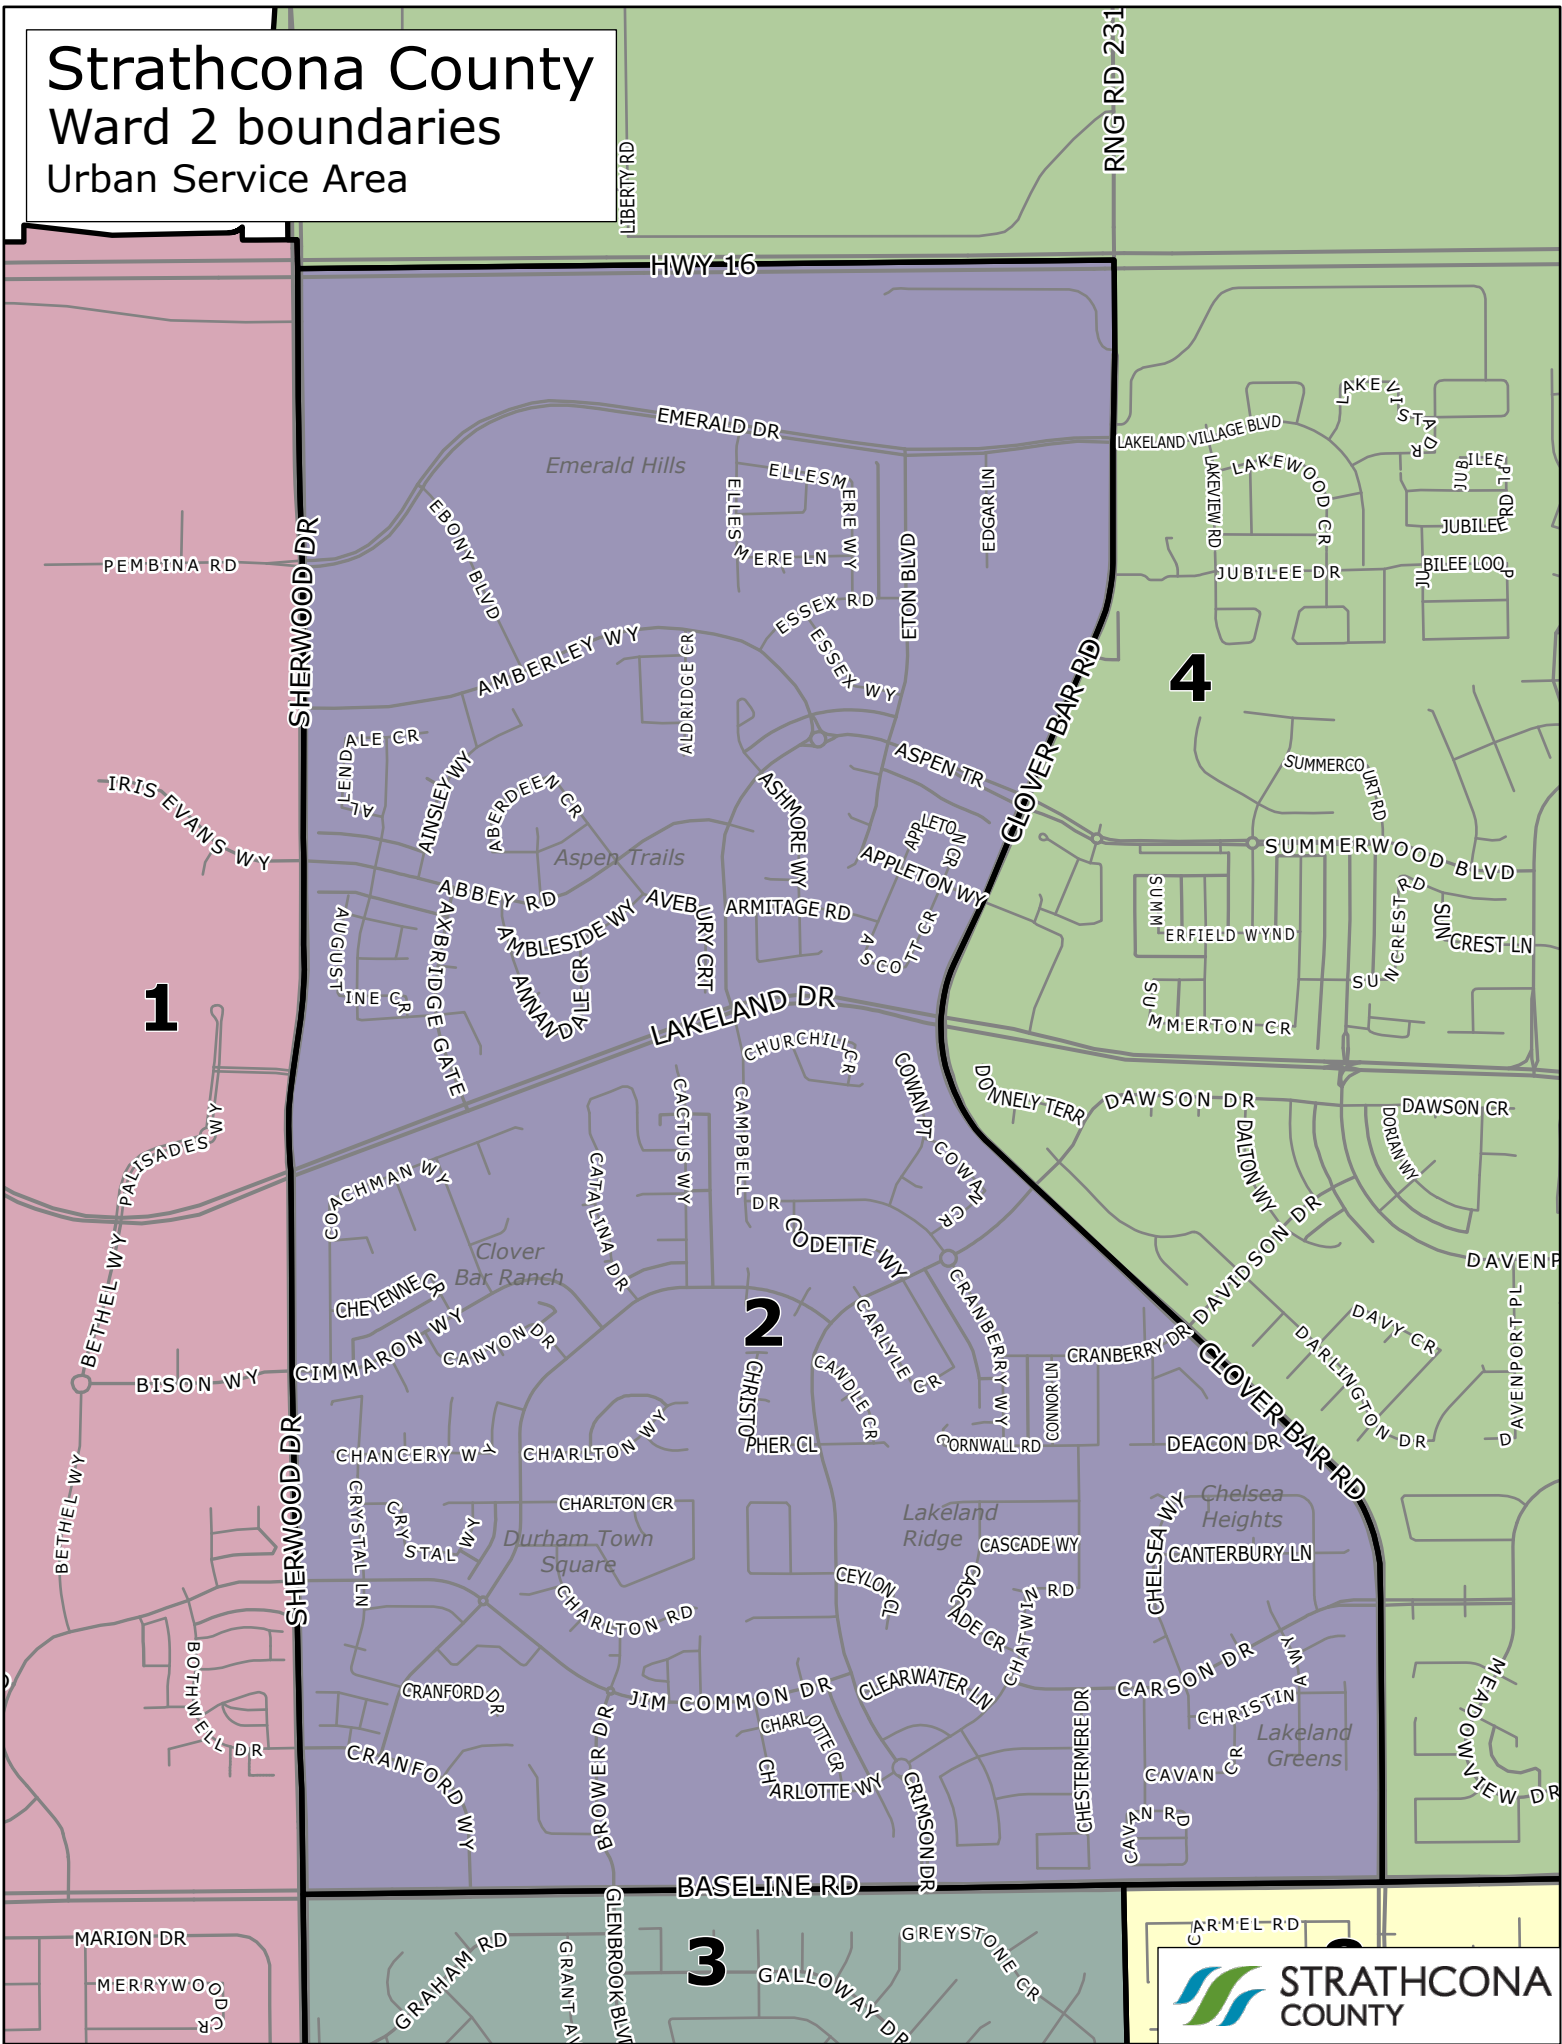 Strathcona County
Ward 2 boundaries
Urban Service Area
LIBERTY RD
RNG RD 231
HWY 16
EMERALD DR
Emerald Hills
ELLESMERE WY
ELLESMERE LN
EDGAR LN
ETON BLVD
EBONY BLVD
ESSEX RD
ESSEX WY
PEMBINA RD
SHERWOOD DR
AMBERLEY WY
ALDRIDGE CR
CLOVER BAR RD
LAKELAND VILLAGE BLVD
LAKEVISTA DR
LAKEWOOD CR
LAKEVIEW RD
JUBILEE PL
JUBILEE RD
JUBILEE LOOP
JUBILEE DR
4
ALLENDALE CR
AINSLEY WY
ABERDEEN CR
ASPEN TR
ASHMORE WY
APPLETON CR
APPLETON WY
Aspen Trails
IRIS EVANS WY
SUMMERCOURT RD
SUMMERWOOD BLVD
ABBEY RD
AVEBURY CRT
ARMITAGE RD
AMBLESIDE WY
AUGUSTINE CR
AXBRIDGE GATE
ANNANDALE CR
ASCOTT CR
SUMMERFIELD WYND
SUNCREST RD
SUNCREST LN
SUMMERTON CR
1
LAKELAND DR
CHURCHILL CR
COWAN PT
COWAN CR
DONNELY TERR
DAWSON DR
DAWSON CR
DORIAN WY
DALTON WY
DAVIDSON DR
DAVENP
DAVENPORT PL
PALISADES WY
BETHEL WY
COACHMAN WY
CACTUS WY
CAMPBELL DR
CATALINA DR
CODETTE WY
Clover
Bar Ranch
CHEYENNE CR
CIMMARON WY
CANYON DR
2
BISON WY
CARLYLE CR
CRANBERRY WY
CRANBERRY DR
CONNOR LN
CANDLE CR
CHRISTOPHER CL
CORNWALL RD
CLOVER BAR RD
DAVY CR
DARLINGTON DR
D
DEACON DR
SHERWOOD DR
CHANCERY WY
CHARLTON WY
CHARLTON CR
CRYSTAL LN
CRYSTAL WY
Durham Town
Square
Lakeland
Ridge
Chelsea
Heights
CHELSEA WY
CANTERBURY LN
CASCADE WY
CASCADE CR
CEYLON CL
CHATWIN RD
CHARLTON RD
BETHEL WY
BOTHWELL DR
CRANFORD DR
CRANFORD WY
JIM COMMON DR
BROWER DR
CLEARWATER LN
CHARLOTTE CR
CHARLOTTE WY
CRIMSON DR
CHESTERMERE DR
CARSON DR
CHRISTINA WY
Lakeland
Greens
CAVAN CR
CAVAN RD
MEADOWVIEW DR
BASELINE RD
MARION DR
MERRYWOOD CR
GRAHAM RD
GRANT AV
GLENBROOK BLV
3
GALLOWAY DR
GREYSTONE CR
CARMEL RD
STRATHCONA
COUNTY